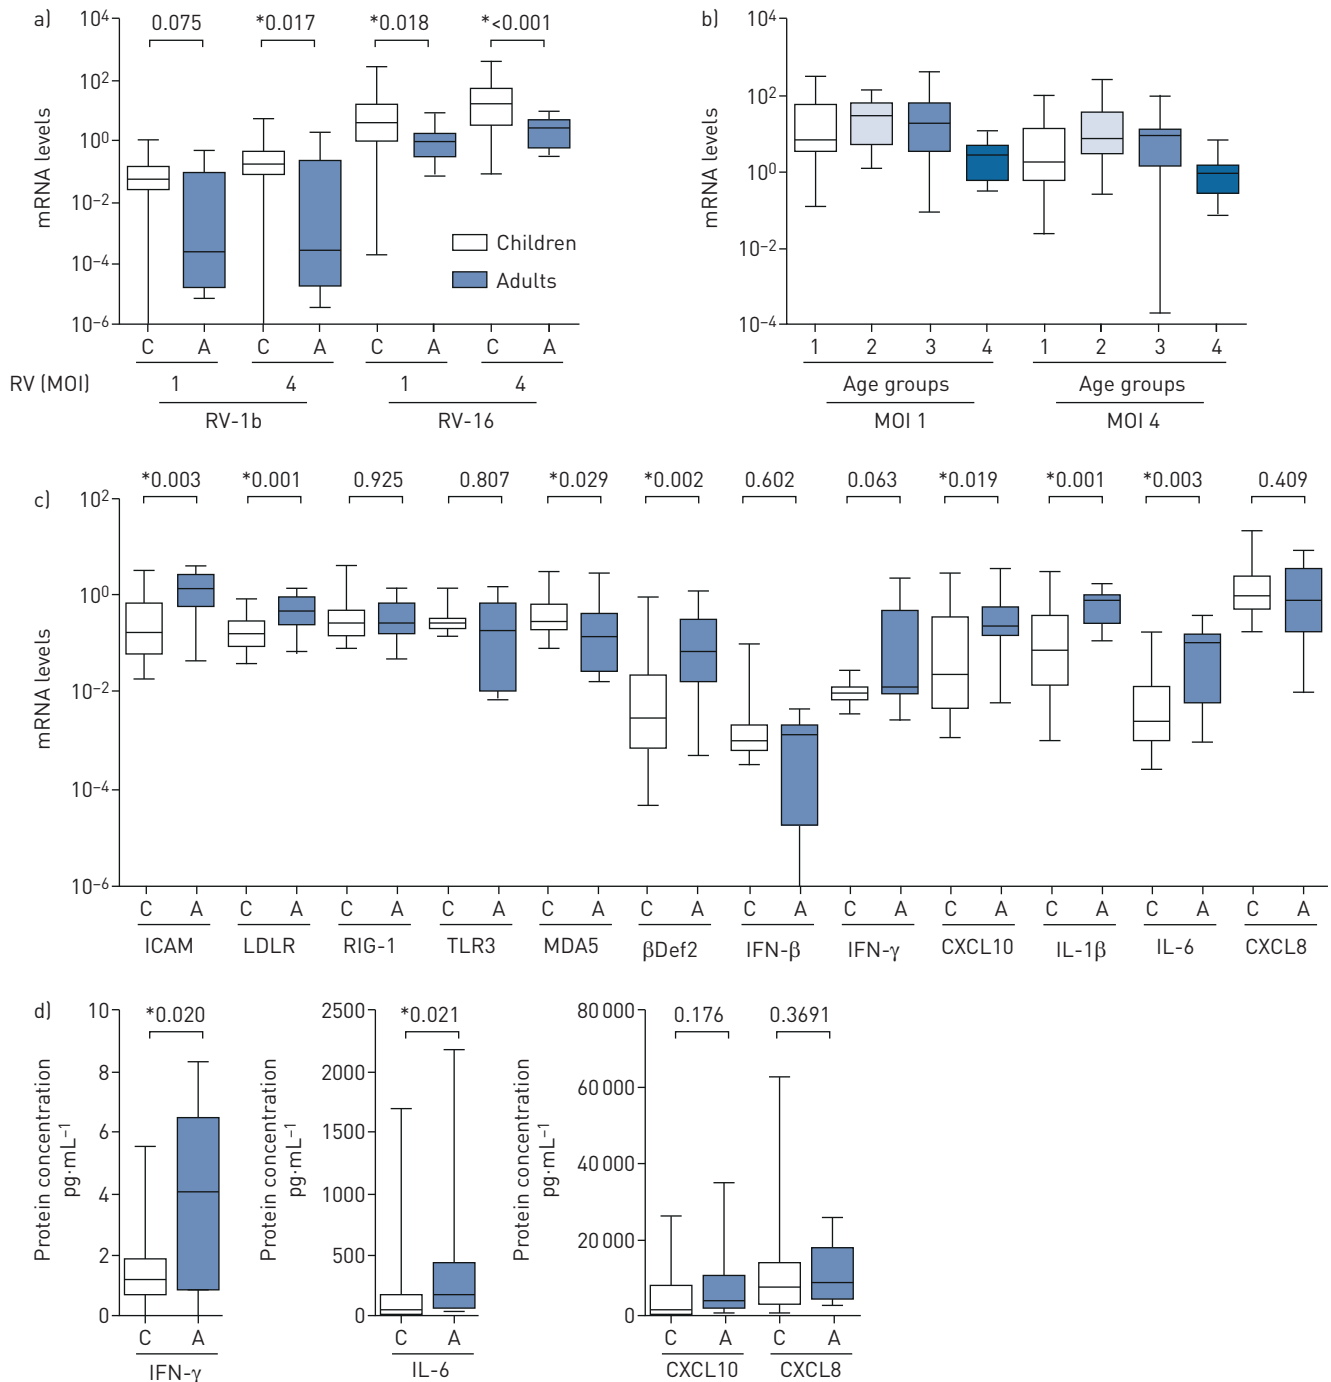 a)
mRNA levels
10⁴
10²
10⁰
10⁻²
10⁻⁴
10⁻⁶
0.075
*0.017
*0.018
*<0.001
Children
Adults
C A C A C A C A
RV (MOI) 1 4 1 4
RV-1b RV-16
b)
mRNA levels
10⁴
10²
10⁰
10⁻²
10⁻⁴
1 2 3 4 1 2 3 4
Age groups Age groups
MOI 1 MOI 4
c)
mRNA levels
10²
10⁰
10⁻²
10⁻⁴
10⁻⁶
*0.003 *0.001 0.925 0.807 *0.029 *0.002 0.602 0.063 *0.019 *0.001 *0.003 0.409
C A C A C A C A C A C A C A C A C A C A C A C A
ICAM LDLR RIG-1 TLR3 MDA5 βDef2 IFN-β IFN-γ CXCL10 IL-1β IL-6 CXCL8
d)
Protein concentration
pg·mL⁻¹
10
8
6
4
2
0
*0.020
C A
IFN-γ
Protein concentration
pg·mL⁻¹
2500
2000
1500
1000
500
0
*0.021
C A
IL-6
Protein concentration
pg·mL⁻¹
80 000
60 000
40 000
20 000
0
0.176 0.3691
C A C A
CXCL10 CXCL8